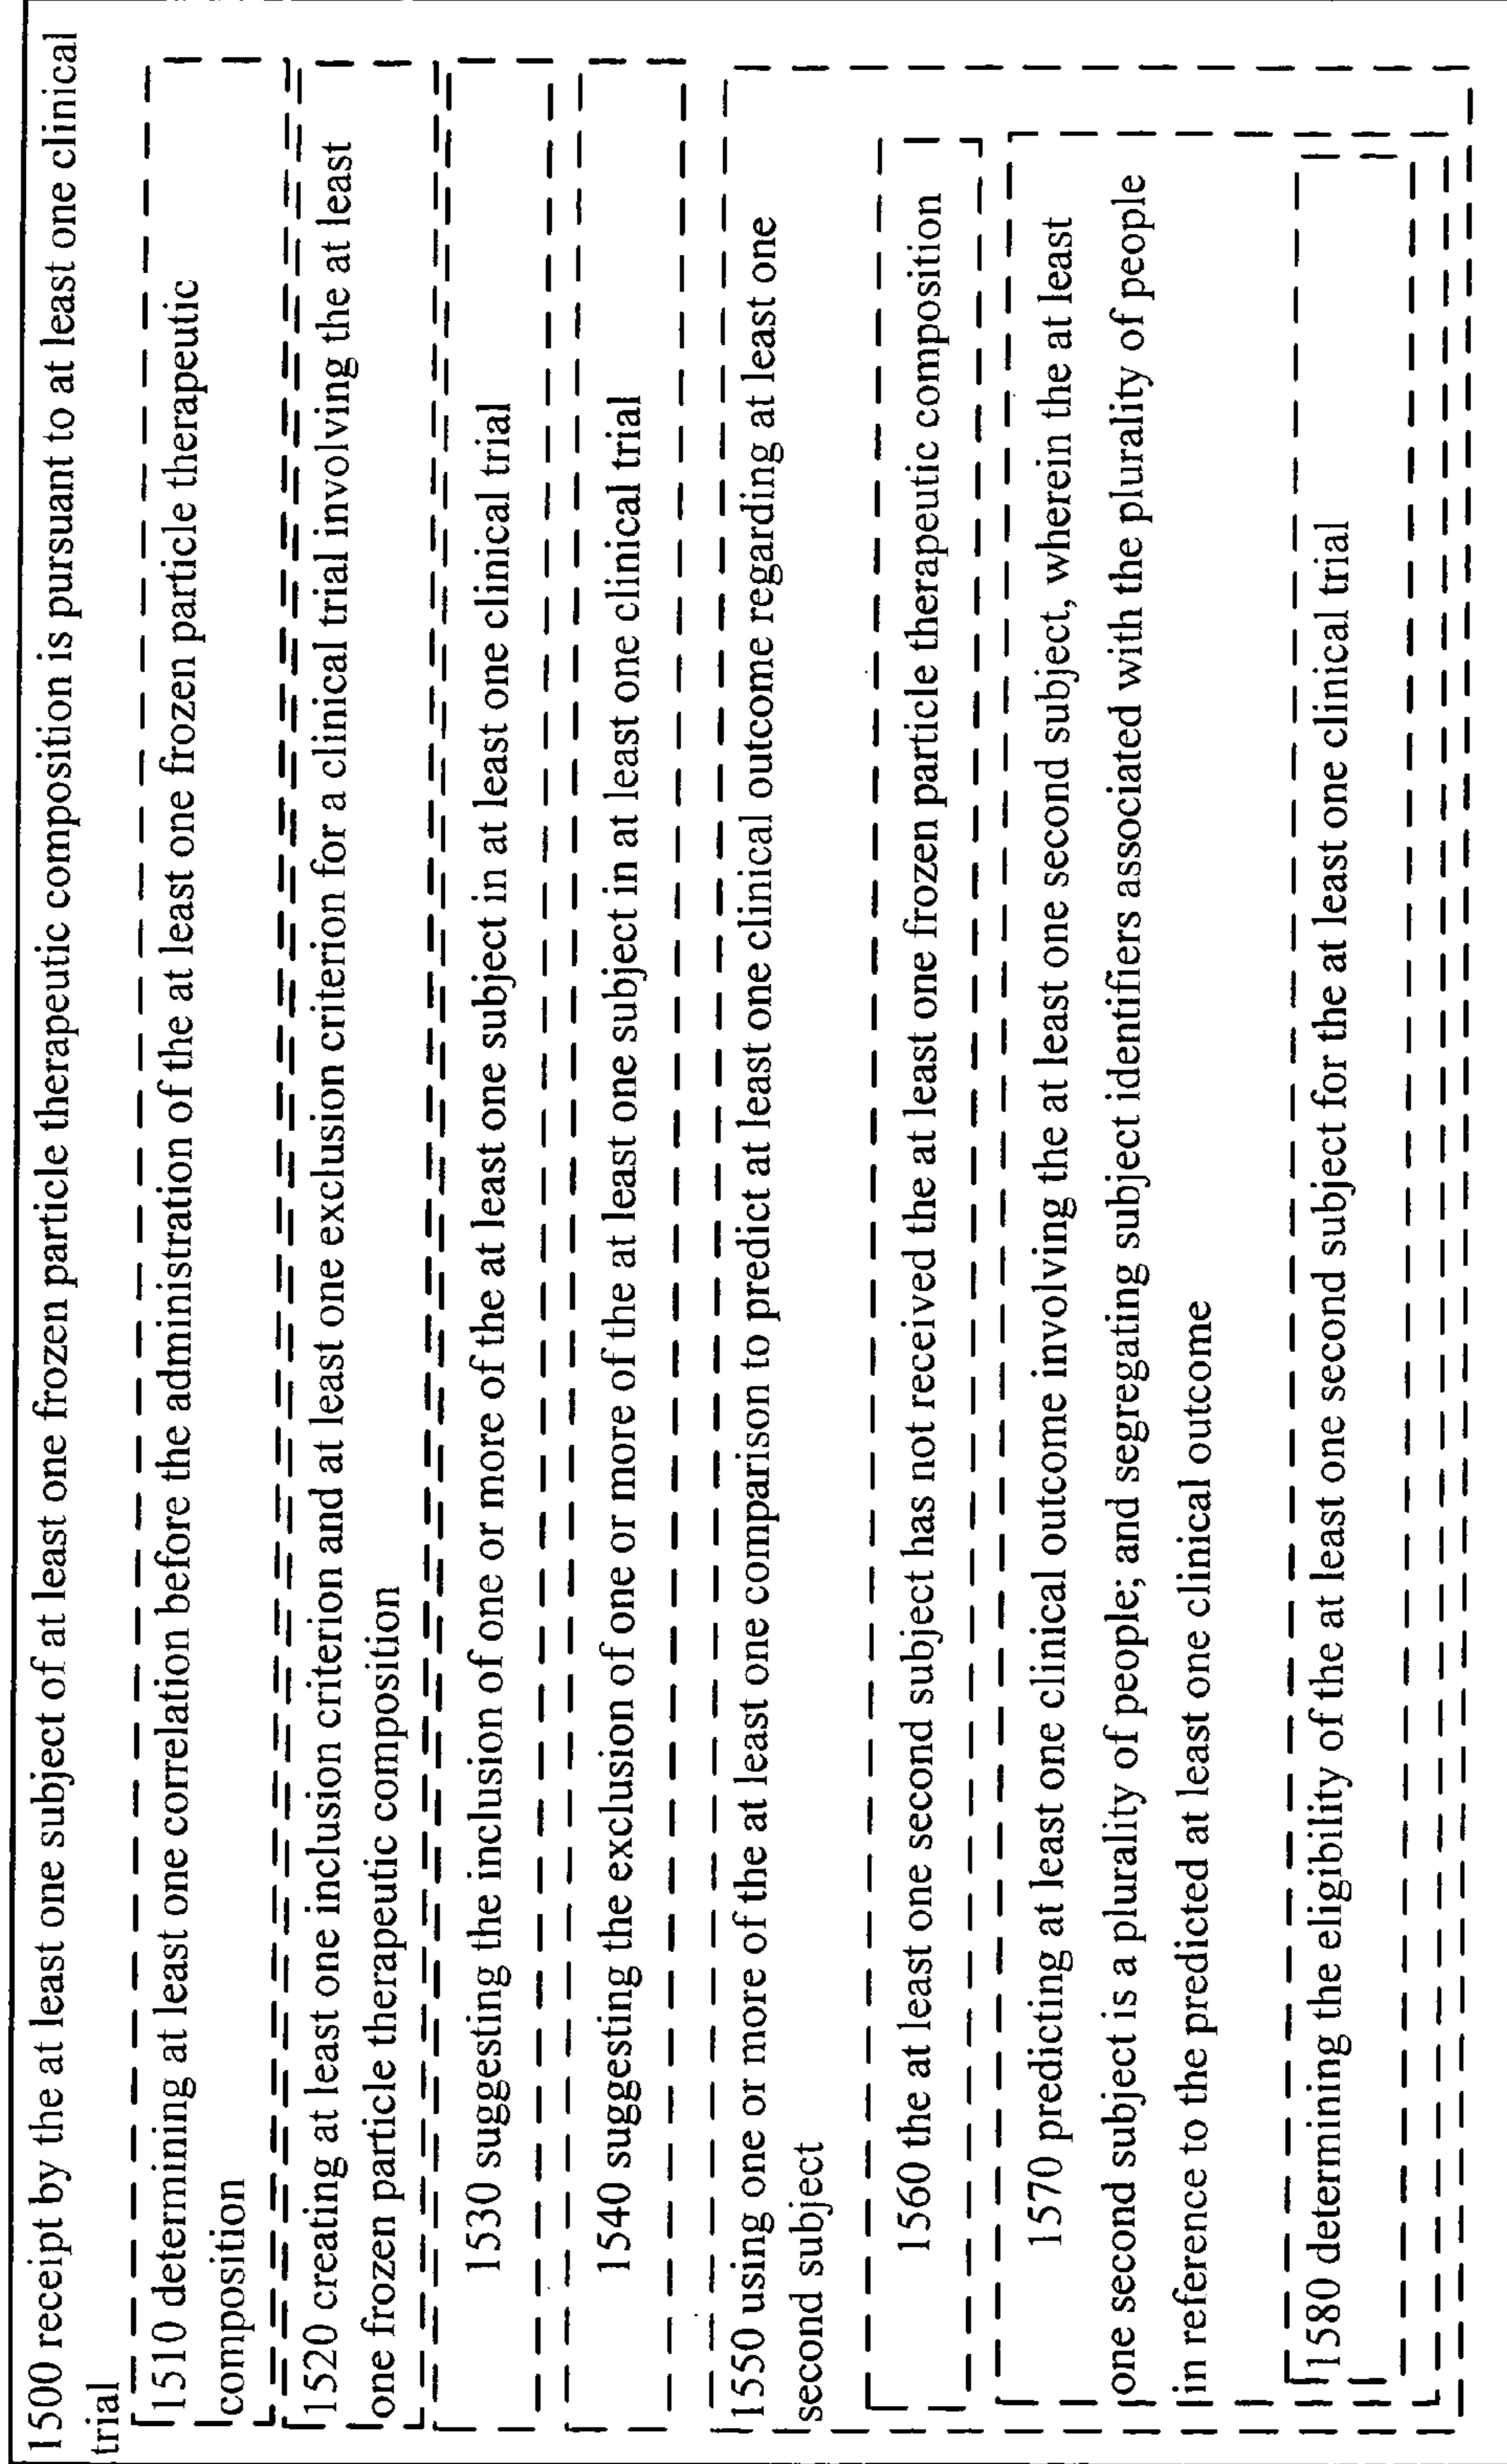 1500 receipt by the at least one subject of at least one frozen particle therapeutic composition is pursuant to at least one clinical
trial
1510 determining at least one correlation before the administration of the at least one frozen particle therapeutic
composition
1520 creating at least one inclusion criterion and at least one exclusion criterion for a clinical trial involving the at least
one frozen particle therapeutic composition
1530 suggesting the inclusion of one or more of the at least one subject in at least one clinical trial
1540 suggesting the exclusion of one or more of the at least one subject in at least one clinical trial
1550 using one or more of the at least one comparison to predict at least one clinical outcome regarding at least one
second subject
1560 the at least one second subject has not received the at least one frozen particle therapeutic composition
1570 predicting at least one clinical outcome involving the at least one second subject, wherein the at least
one second subject is a plurality of people; and segregating subject identifiers associated with the plurality of people
in reference to the predicted at least one clinical outcome
1580 determining the eligibility of the at least one second subject for the at least one clinical trial